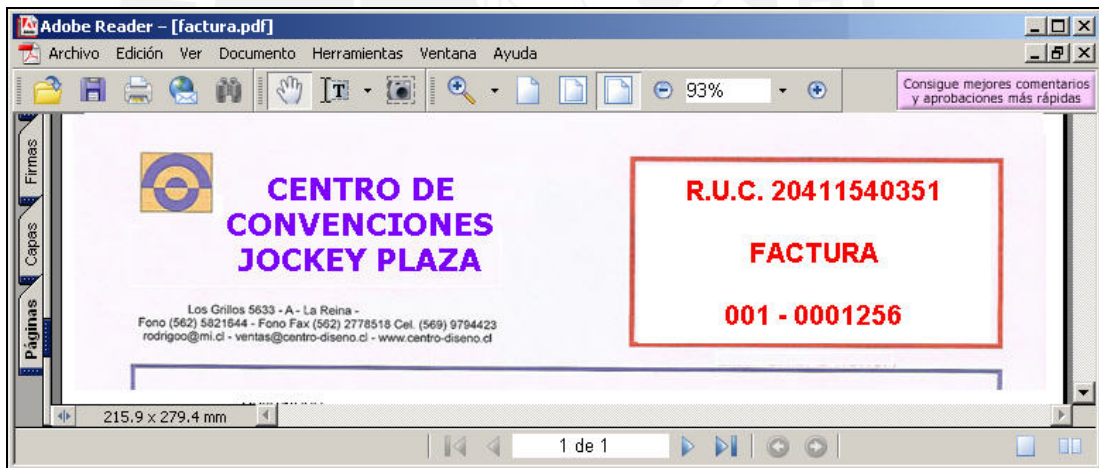 Adobe Reader – [factura.pdf]
Archivo Edición Ver Documento Herramientas Ventana Ayuda
93%
Consigue mejores comentarios
y aprobaciones más rápidas
Firmas
Capas
Páginas
CENTRO DE
CONVENCIONES
JOCKEY PLAZA
Los Grillos 5633 - A - La Reina -
Fono (562) 5821644 - Fono Fax (562) 2778518 Cel. (569) 9794423
rodrigoo@mi.cl - ventas@centro-diseno.cl - www.centro-diseno.cl
R.U.C. 20411540351
FACTURA
001 - 0001256
215.9 x 279.4 mm
1 de 1